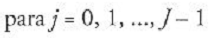 para j = 0, 1, ..., J – 1